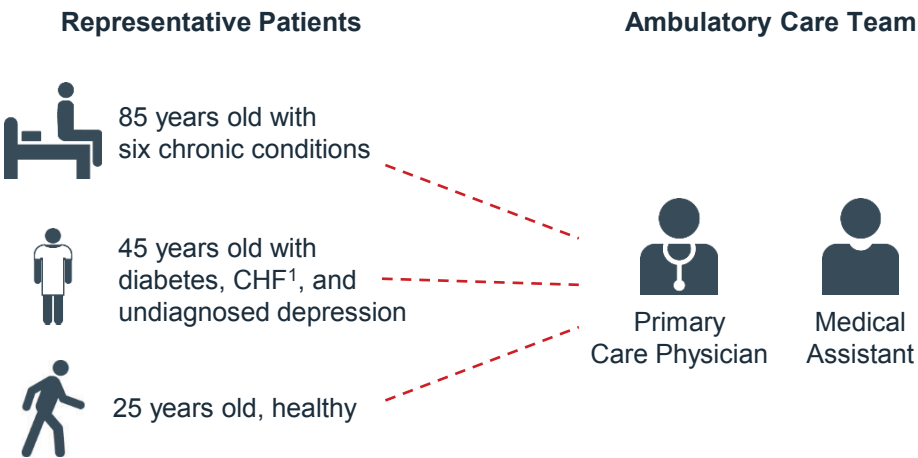 Representative Patients
Ambulatory Care Team
85 years old with
six chronic conditions
45 years old with
diabetes, CHF¹, and
undiagnosed depression
25 years old, healthy
Primary
Care Physician
Medical
Assistant